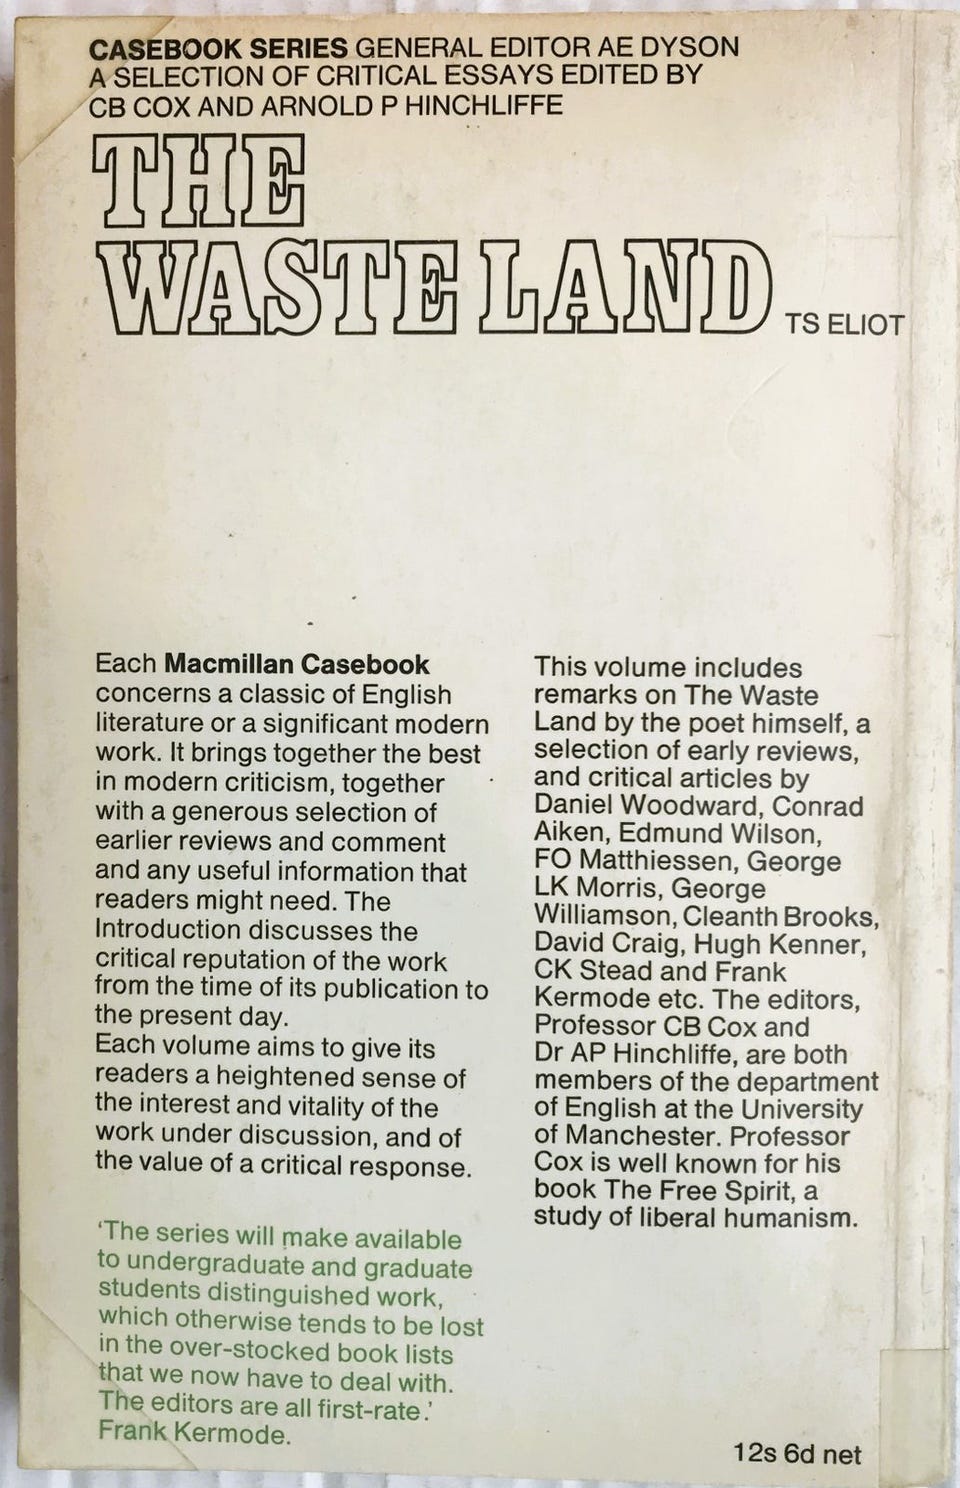 CASEBOOK SERIES GENERAL EDITOR AE DYSON
A SELECTION OF CRITICAL ESSAYS EDITED BY
CB COX AND ARNOLD P HINCHLIFFE
THE
WASTE LAND TS ELIOT
Each Macmillan Casebook
concerns a classic of English
literature or a significant modern
work. It brings together the best
in modern criticism, together
with a generous selection of
earlier reviews and comment
and any useful information that
readers might need. The
Introduction discusses the
critical reputation of the work
from the time of its publication to
the present day.
Each volume aims to give its
readers a heightened sense of
the interest and vitality of the
work under discussion, and of
the value of a critical response.
‘The series will make available
to undergraduate and graduate
students distinguished work,
which otherwise tends to be lost
in the over-stocked book lists
that we now have to deal with.
The editors are all first-rate.’
Frank Kermode.
This volume includes
remarks on The Waste
Land by the poet himself, a
selection of early reviews,
and critical articles by
Daniel Woodward, Conrad
Aiken, Edmund Wilson,
FO Matthiessen, George
LK Morris, George
Williamson, Cleanth Brooks,
David Craig, Hugh Kenner,
CK Stead and Frank
Kermode etc. The editors,
Professor CB Cox and
Dr AP Hinchliffe, are both
members of the department
of English at the University
of Manchester. Professor
Cox is well known for his
book The Free Spirit, a
study of liberal humanism.
12s 6d net